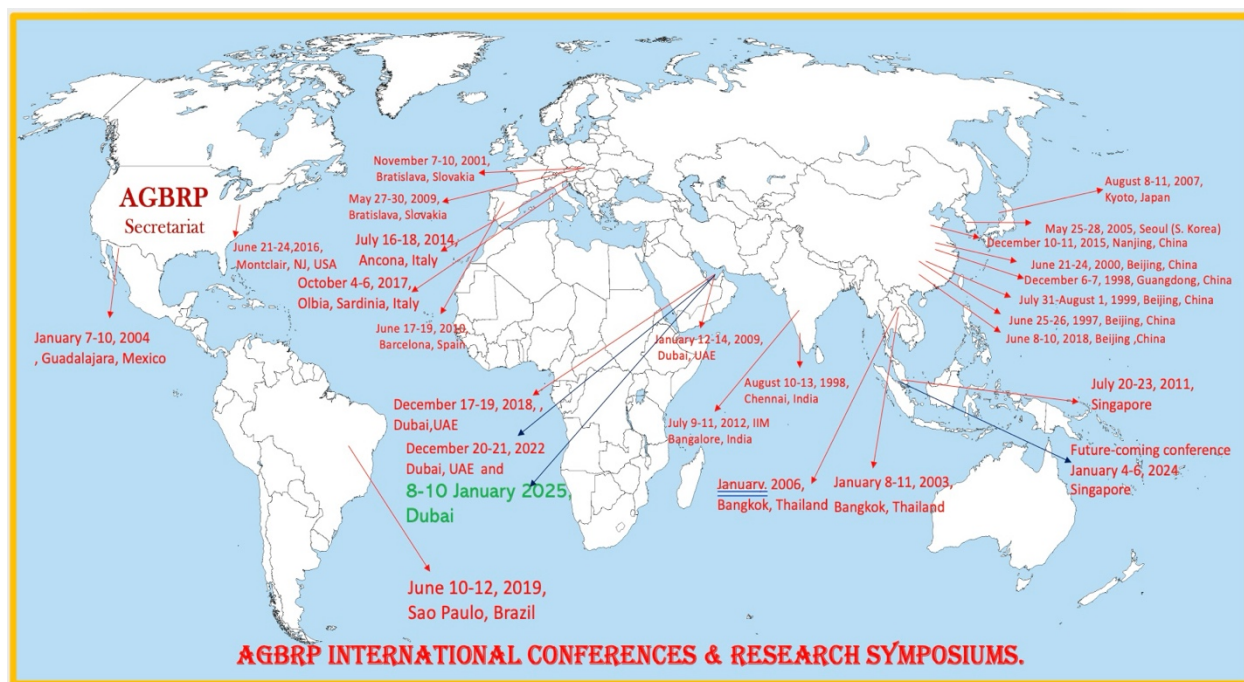 AGBRP
Secretariat
June 21-24,2016,
Montclair, NJ, USA
January 7-10, 2004
, Guadalajara, Mexico
November 7-10, 2001,
Bratislava, Slovakia
May 27-30, 2009,
Bratislava, Slovakia
July 16-18, 2014,
Ancona, Italy
October 4-6, 2017,
Olbia, Sardinia, Italy
June 17-19, 2010,
Barcelona, Spain
December 17-19, 2018, ,
Dubai,UAE
December 20-21, 2022
Dubai, UAE and
8-10 January 2025,
Dubai
June 10-12, 2019,
Sao Paulo, Brazil
January 12-14, 2009,
Dubai, UAE
July 9-11, 2012, IIM
Bangalore, India
August 10-13, 1998,
Chennai, India
January. 2006,
Bangkok, Thailand
January 8-11, 2003,
Bangkok, Thailand
August 8-11, 2007,
Kyoto, Japan
May 25-28, 2005, Seoul (S. Korea)
December 10-11, 2015, Nanjing, China
June 21-24, 2000, Beijing, China
December 6-7, 1998, Guangdong, China
July 31-August 1, 1999, Beijing, China
June 25-26, 1997, Beijing, China
June 8-10, 2018, Beijing ,China
July 20-23, 2011,
Singapore
Future-coming conference
January 4-6, 2024
Singapore
AGBRP INTERNATIONAL CONFERENCES & RESEARCH SYMPOSIUMS.